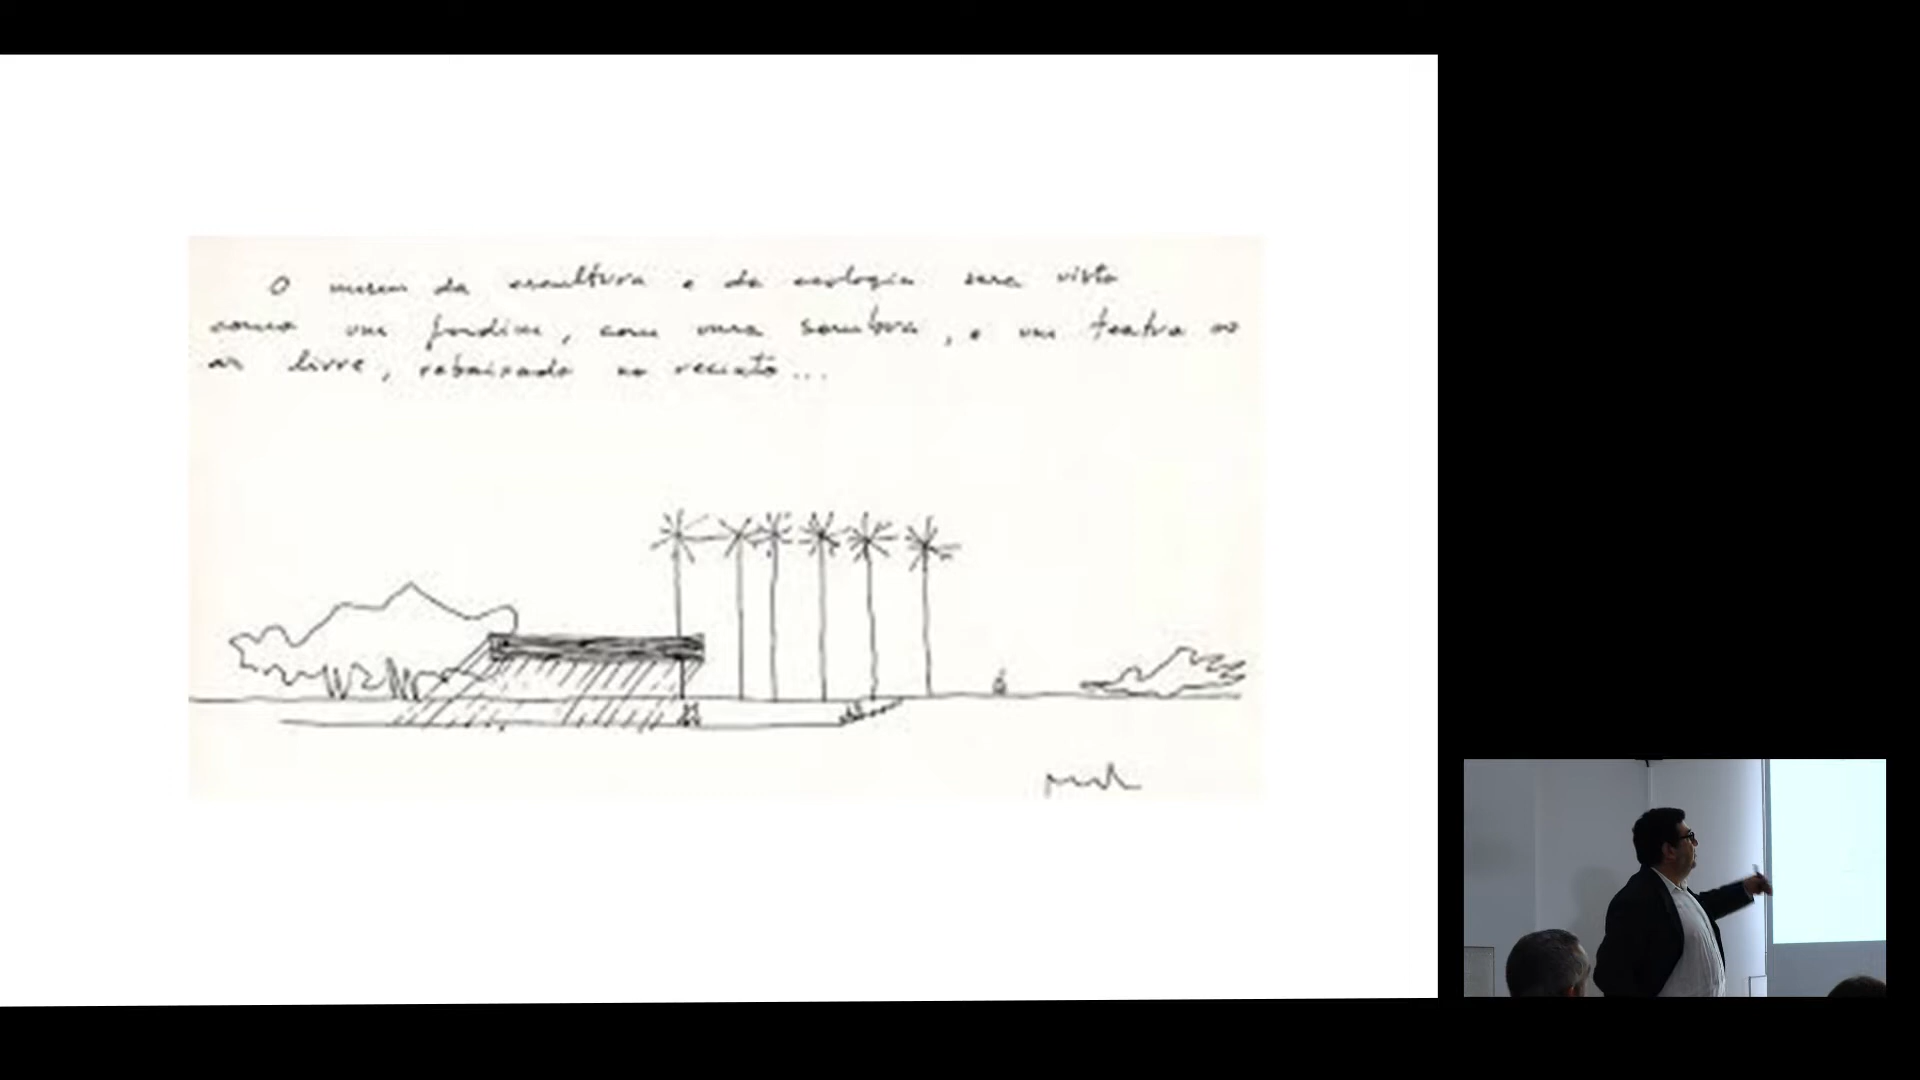 O museu da escultura e da ecologia sera visto
como um jardim, com uma sombra, e um teatro ao
ar livre, rebaixado no recinto...